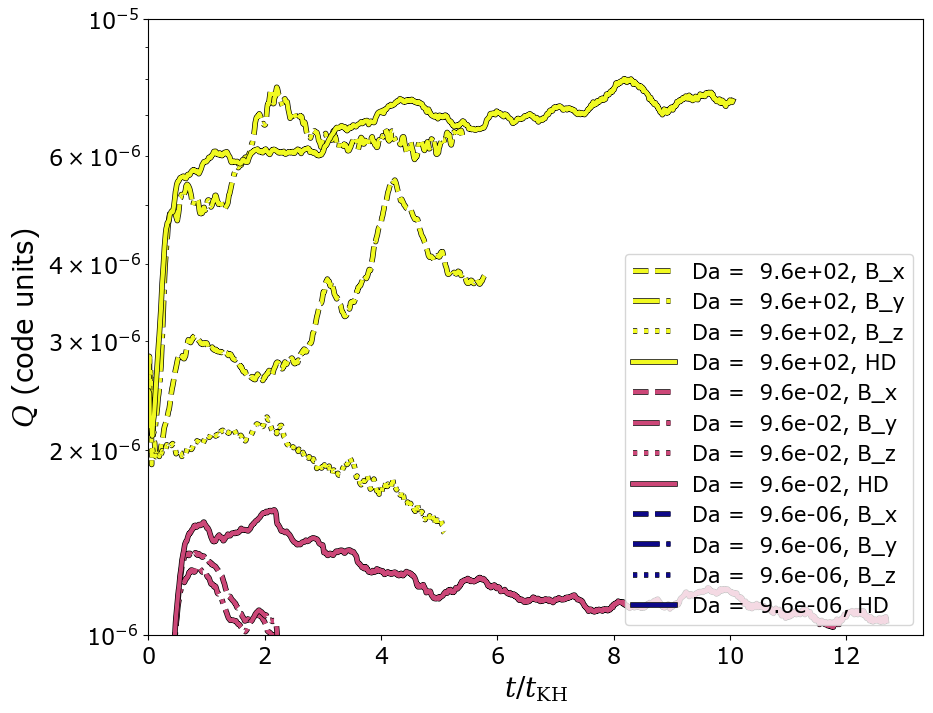 10^{-5}
6 × 10^{-6}
4 × 10^{-6}
3 × 10^{-6}
2 × 10^{-6}
10^{-6}
Q (code units)
0 2 4 6 8 10 12
t/t_{KH}
Da =  9.6e+02, B_x
Da =  9.6e+02, B_y
Da =  9.6e+02, B_z
Da =  9.6e+02, HD
Da =  9.6e-02, B_x
Da =  9.6e-02, B_y
Da =  9.6e-02, B_z
Da =  9.6e-02, HD
Da =  9.6e-06, B_x
Da =  9.6e-06, B_y
Da =  9.6e-06, B_z
Da =  9.6e-06, HD